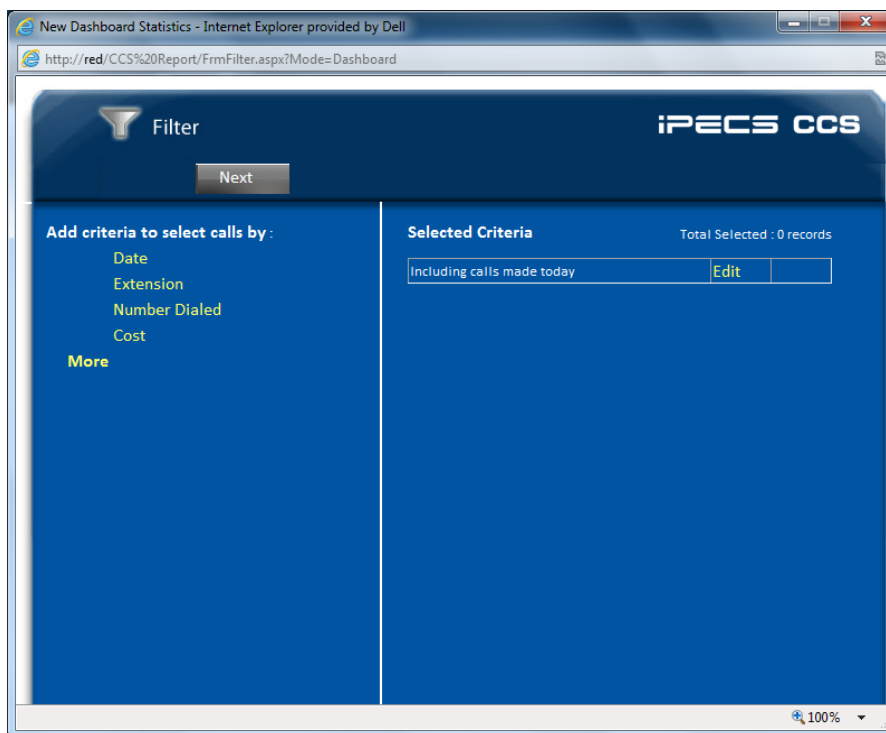 New Dashboard Statistics - Internet Explorer provided by Dell
http://red/CCS%20Report/FrmFilter.aspx?Mode=Dashboard
Filter
iPECS CCS
Next
Add criteria to select calls by :
Date
Extension
Number Dialed
Cost
More
Selected Criteria
Total Selected : 0 records
Including calls made today
Edit
100%